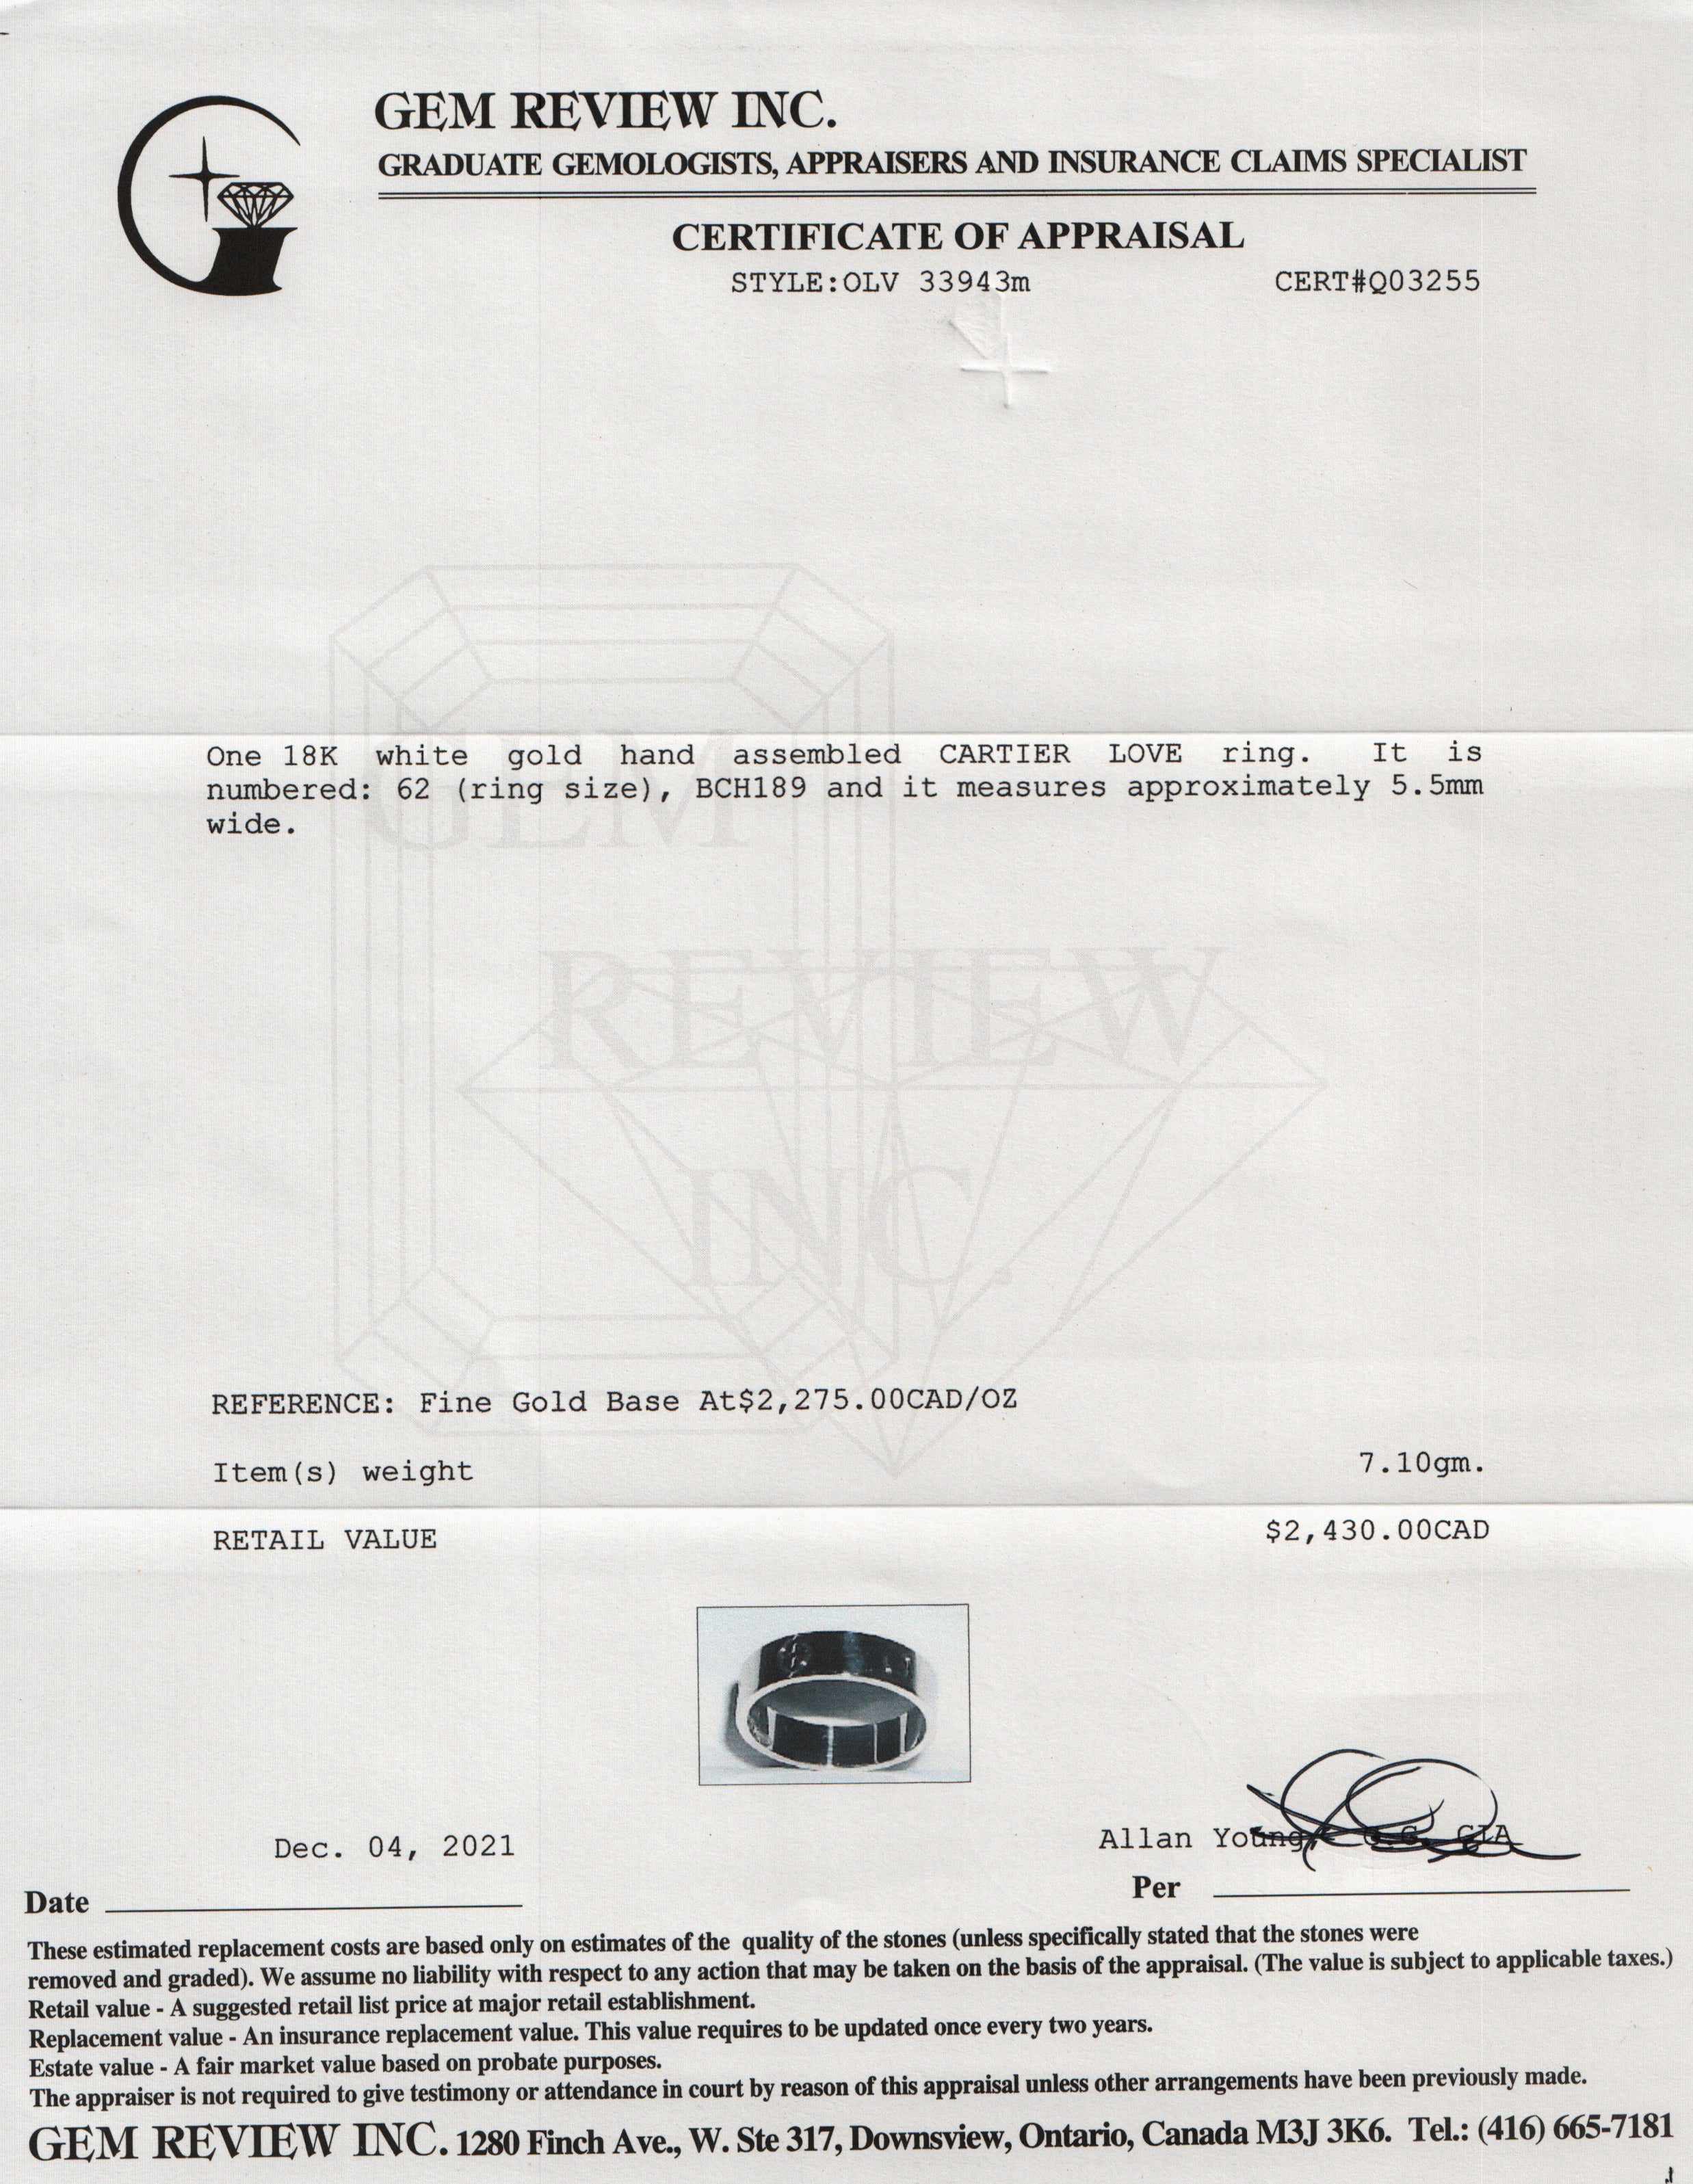 GEM REVIEW INC.
GRADUATE GEMOLOGISTS, APPRAISERS AND INSURANCE CLAIMS SPECIALIST
CERTIFICATE OF APPRAISAL
STYLE:OLV 33943m CERT#Q03255
One 18K white gold hand assembled CARTIER LOVE ring. It is
numbered: 62 (ring size), BCH189 and it measures approximately 5.5mm
wide.
GEM
REVIEW
INC.
REFERENCE: Fine Gold Base At$2,275.00CAD/OZ
Item(s) weight 7.10gm.
RETAIL VALUE $2,430.00CAD
Dec. 04, 2021 Allan Young, G.G. GIA
Date Per
These estimated replacement costs are based only on estimates of the quality of the stones (unless specifically stated that the stones were
removed and graded). We assume no liability with respect to any action that may be taken on the basis of the appraisal. (The value is subject to applicable taxes.)
Retail value - A suggested retail list price at major retail establishment.
Replacement value - An insurance replacement value. This value requires to be updated once every two years.
Estate value - A fair market value based on probate purposes.
The appraiser is not required to give testimony or attendance in court by reason of this appraisal unless other arrangements have been previously made.
GEM REVIEW INC. 1280 Finch Ave., W. Ste 317, Downsview, Ontario, Canada M3J 3K6. Tel.: (416) 665-7181